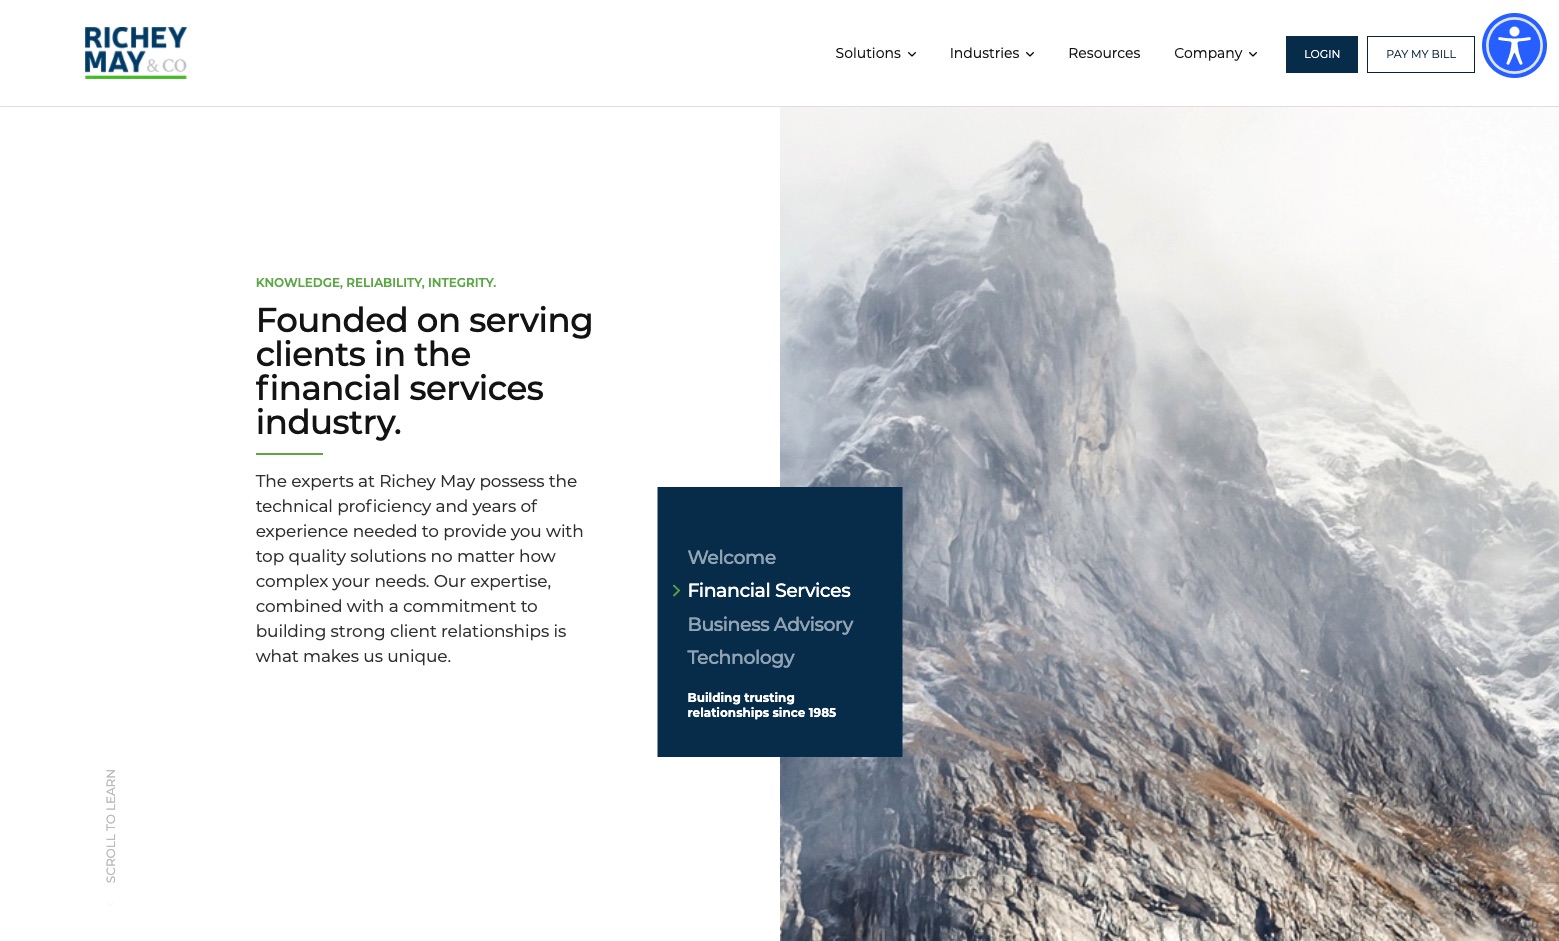 RICHEY
MAY & CO
Solutions
Industries
Resources
Company
LOGIN
PAY MY BILL
KNOWLEDGE, RELIABILITY, INTEGRITY.
Founded on serving
clients in the
financial services
industry.
The experts at Richey May possess the
technical proficiency and years of
experience needed to provide you with
top quality solutions no matter how
complex your needs. Our expertise,
combined with a commitment to
building strong client relationships is
what makes us unique.
Welcome
Financial Services
Business Advisory
Technology
Building trusting
relationships since 1985
SCROLL TO LEARN